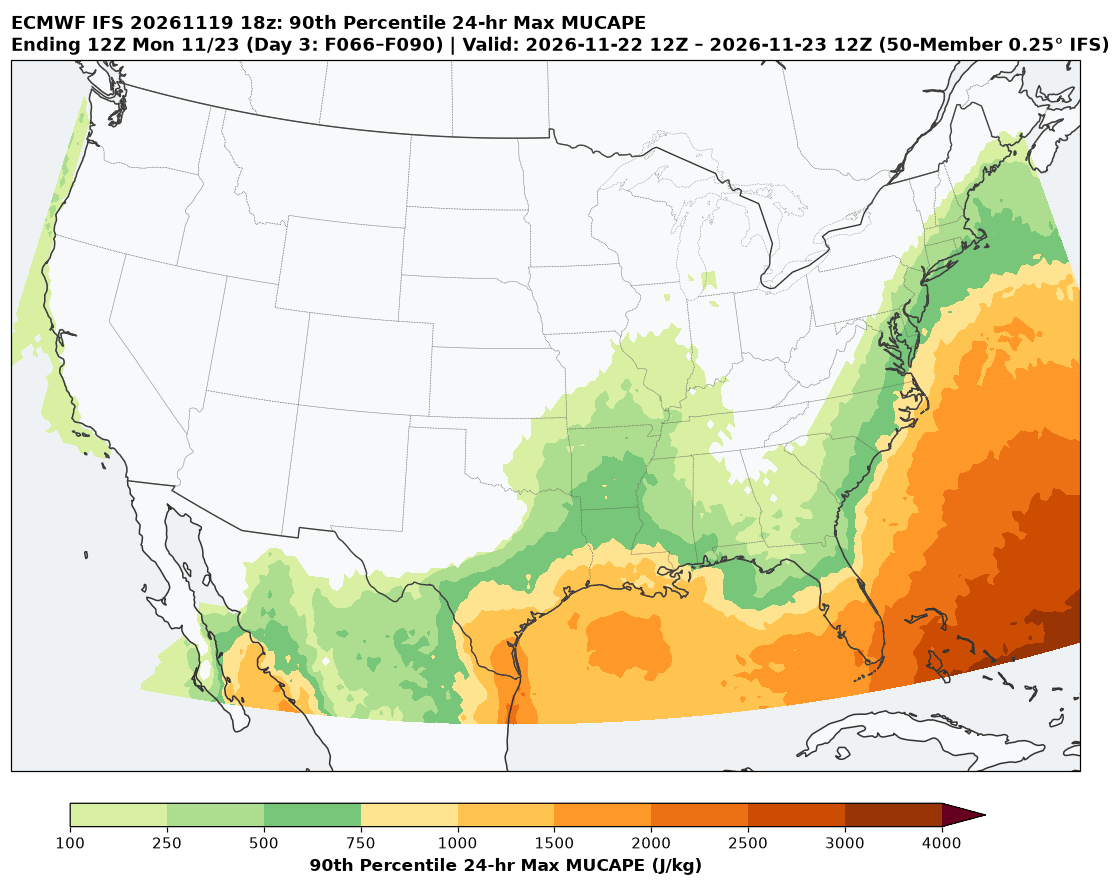 ECMWF IFS 20261119 18z: 90th Percentile 24-hr Max MUCAPE
Ending 12Z Mon 11/23 (Day 3: F066–F090) | Valid: 2026-11-22 12Z – 2026-11-23 12Z (50-Member 0.25° IFS)
100 250 500 750 1000 1500 2000 2500 3000 4000
90th Percentile 24-hr Max MUCAPE (J/kg)